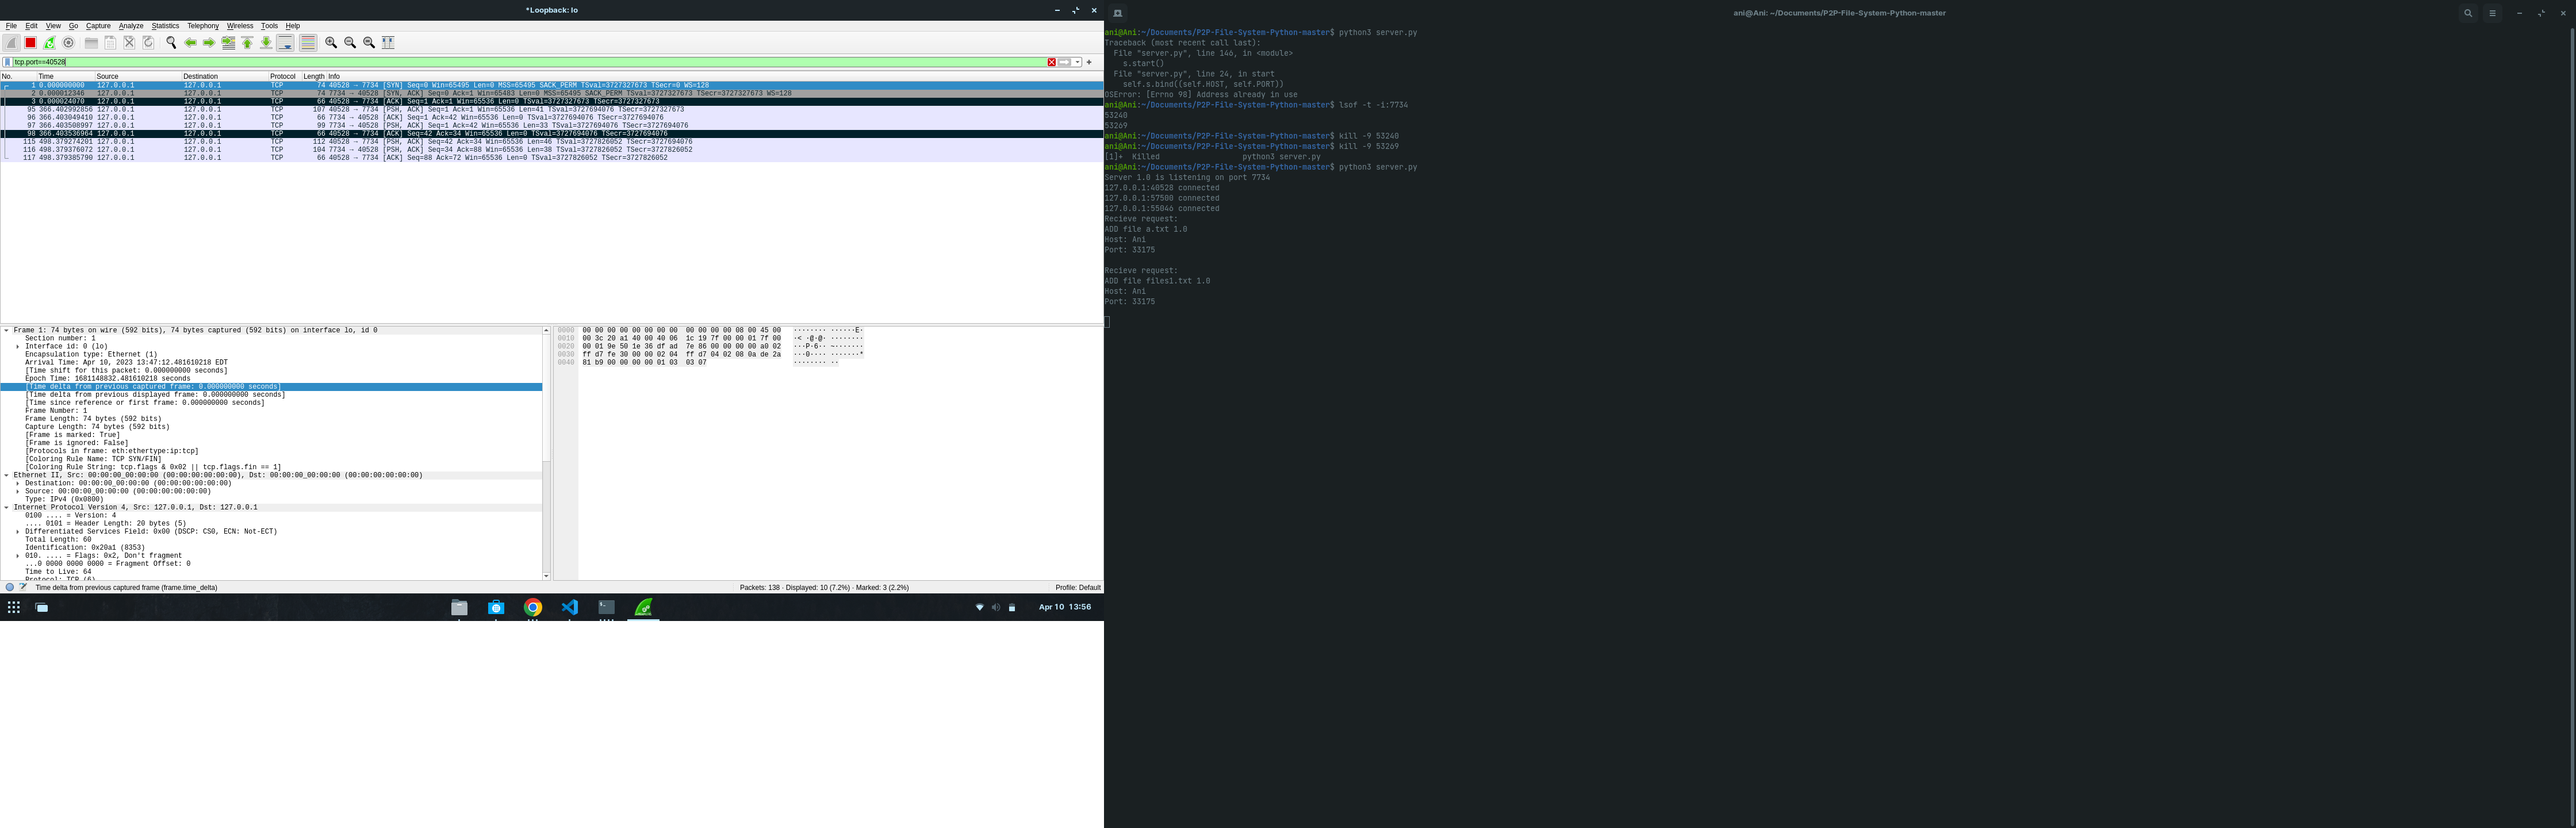 *Loopback: lo
File Edit View Go Capture Analyze Statistics Telephony Wireless Tools Help
tcp.port==40528
No. Time Source Destination Protocol Length Info
1 0.000000000 127.0.0.1 127.0.0.1 TCP 74 40528 → 7734 [SYN] Seq=0 Win=65495 Len=0 MSS=65495 SACK_PERM TSval=3727327673 TSecr=0 WS=128
2 0.000012346 127.0.0.1 127.0.0.1 TCP 74 7734 → 40528 [SYN, ACK] Seq=0 Ack=1 Win=65483 Len=0 MSS=65495 SACK_PERM TSval=3727327673 TSecr=3727327673 WS=128
3 0.000024070 127.0.0.1 127.0.0.1 TCP 66 40528 → 7734 [ACK] Seq=1 Ack=1 Win=65536 Len=0 TSval=3727327673 TSecr=3727327673
95 366.402992856 127.0.0.1 127.0.0.1 TCP 107 40528 → 7734 [PSH, ACK] Seq=1 Ack=1 Win=65536 Len=41 TSval=3727694076 TSecr=3727327673
96 366.403049410 127.0.0.1 127.0.0.1 TCP 66 7734 → 40528 [ACK] Seq=1 Ack=42 Win=65536 Len=0 TSval=3727694076 TSecr=3727694076
97 366.403508997 127.0.0.1 127.0.0.1 TCP 99 7734 → 40528 [PSH, ACK] Seq=1 Ack=42 Win=65536 Len=33 TSval=3727694076 TSecr=3727694076
98 366.403536964 127.0.0.1 127.0.0.1 TCP 66 40528 → 7734 [ACK] Seq=42 Ack=34 Win=65536 Len=0 TSval=3727694076 TSecr=3727694076
115 498.379274201 127.0.0.1 127.0.0.1 TCP 112 40528 → 7734 [PSH, ACK] Seq=42 Ack=34 Win=65536 Len=46 TSval=3727826052 TSecr=3727694076
116 498.379376072 127.0.0.1 127.0.0.1 TCP 104 7734 → 40528 [PSH, ACK] Seq=34 Ack=88 Win=65536 Len=38 TSval=3727826052 TSecr=3727826052
117 498.379385790 127.0.0.1 127.0.0.1 TCP 66 40528 → 7734 [ACK] Seq=88 Ack=72 Win=65536 Len=0 TSval=3727826052 TSecr=3727826052
Frame 1: 74 bytes on wire (592 bits), 74 bytes captured (592 bits) on interface lo, id 0
Section number: 1
Interface id: 0 (lo)
Encapsulation type: Ethernet (1)
Arrival Time: Apr 10, 2023 13:47:12.481610218 EDT
[Time shift for this packet: 0.000000000 seconds]
Epoch Time: 1681148832.481610218 seconds
[Time delta from previous captured frame: 0.000000000 seconds]
[Time delta from previous displayed frame: 0.000000000 seconds]
[Time since reference or first frame: 0.000000000 seconds]
Frame Number: 1
Frame Length: 74 bytes (592 bits)
Capture Length: 74 bytes (592 bits)
[Frame is marked: True]
[Frame is ignored: False]
[Protocols in frame: eth:ethertype:ip:tcp]
[Coloring Rule Name: TCP SYN/FIN]
[Coloring Rule String: tcp.flags & 0x02 || tcp.flags.fin == 1]
Ethernet II, Src: 00:00:00_00:00:00 (00:00:00:00:00:00), Dst: 00:00:00_00:00:00 (00:00:00:00:00:00)
Destination: 00:00:00_00:00:00 (00:00:00:00:00:00)
Source: 00:00:00_00:00:00 (00:00:00:00:00:00)
Type: IPv4 (0x0800)
Internet Protocol Version 4, Src: 127.0.0.1, Dst: 127.0.0.1
0100 .... = Version: 4
.... 0101 = Header Length: 20 bytes (5)
Differentiated Services Field: 0x00 (DSCP: CS0, ECN: Not-ECT)
Total Length: 60
Identification: 0x20a1 (8353)
010. .... = Flags: 0x2, Don't fragment
...0 0000 0000 0000 = Fragment Offset: 0
Time to Live: 64
Protocol: TCP (6)
0000 00 00 00 00 00 00 00 00 00 00 00 00 08 00 45 00 ········ ······E·
0010 00 3c 20 a1 40 00 40 06 1c 19 7f 00 00 01 7f 00 ·< ·@·@· ········
0020 00 01 9e 50 1e 36 df ad 7e 86 00 00 00 00 a0 02 ···P·6·· ~·······
0030 ff d7 fe 30 00 00 02 04 ff d7 04 02 08 0a de 2a ···0···· ·······*
0040 81 b9 00 00 00 00 01 03 03 07 ········ ··
Time delta from previous captured frame (frame.time_delta) Packets: 138 · Displayed: 10 (7.2%) · Marked: 3 (2.2%) Profile: Default
Apr 10 13:56
ani@Ani: ~/Documents/P2P-File-System-Python-master
ani@Ani:~/Documents/P2P-File-System-Python-master$ python3 server.py
Traceback (most recent call last):
File "server.py", line 146, in <module>
s.start()
File "server.py", line 24, in start
self.s.bind((self.HOST, self.PORT))
OSError: [Errno 98] Address already in use
ani@Ani:~/Documents/P2P-File-System-Python-master$ lsof -t -i:7734
53240
53269
ani@Ani:~/Documents/P2P-File-System-Python-master$ kill -9 53240
ani@Ani:~/Documents/P2P-File-System-Python-master$ kill -9 53269
[1]+ Killed python3 server.py
ani@Ani:~/Documents/P2P-File-System-Python-master$ python3 server.py
Server 1.0 is listening on port 7734
127.0.0.1:40528 connected
127.0.0.1:57500 connected
127.0.0.1:55046 connected
Recieve request:
ADD file a.txt 1.0
Host: Ani
Port: 33175
Recieve request:
ADD file files1.txt 1.0
Host: Ani
Port: 33175